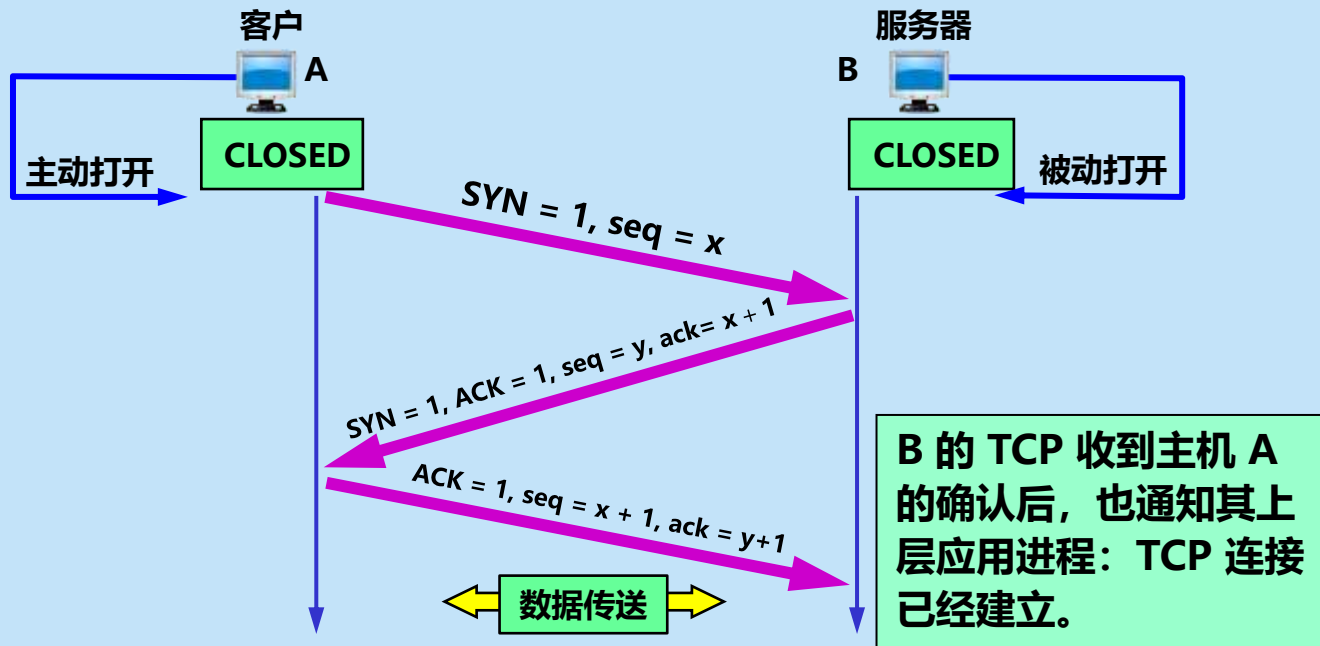 客户
服务器
A
B
CLOSED
CLOSED
主动打开
被动打开
SYN = 1, seq = x
SYN = 1, ACK = 1, seq = y, ack= x + 1
ACK = 1, seq = x + 1, ack = y+1
B 的 TCP 收到主机 A
的确认后，也通知其上
层应用进程：TCP 连接
已经建立。
数据传送